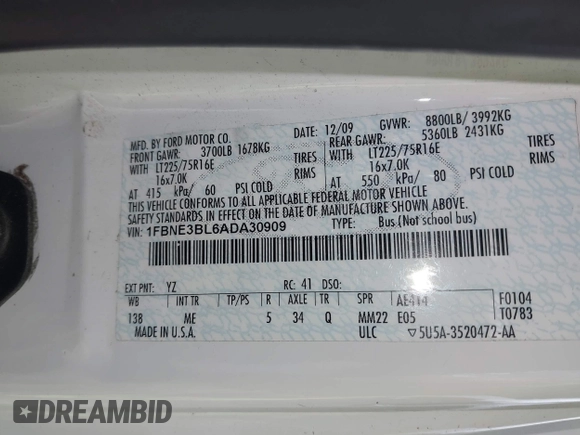 MFD. BY FORD MOTOR CO.
DATE: 12/09 GVWR: 8800LB/ 3992KG
FRONT GAWR: 3700LB 1678KG
REAR GAWR: 5360LB 2431KG
WITH LT225/75R16E TIRES
WITH LT225/75R16E TIRES
16x7.0K RIMS
16x7.0K RIMS
AT 415 kPa/ 60 PSI COLD
AT 550 kPa/ 80 PSI COLD
THIS VEHICLE CONFORMS TO ALL APPLICABLE FEDERAL MOTOR VEHICLE
SAFETY STANDARDS IN EFFECT ON THE DATE OF MANUFACTURE SHOWN ABOVE.
VIN: 1FBNE3BL6ADA30909
TYPE: Bus (Not school bus)
EXT PNT: YZ RC: 41 DSO:
WB INT TR TP/PS R AXLE TR SPR AE414 F0104
138 ME 5 34 Q MM22 E05 T0783
MADE IN U.S.A. ULC ▽5U5A-3520472-AA
DREAMBID .COM